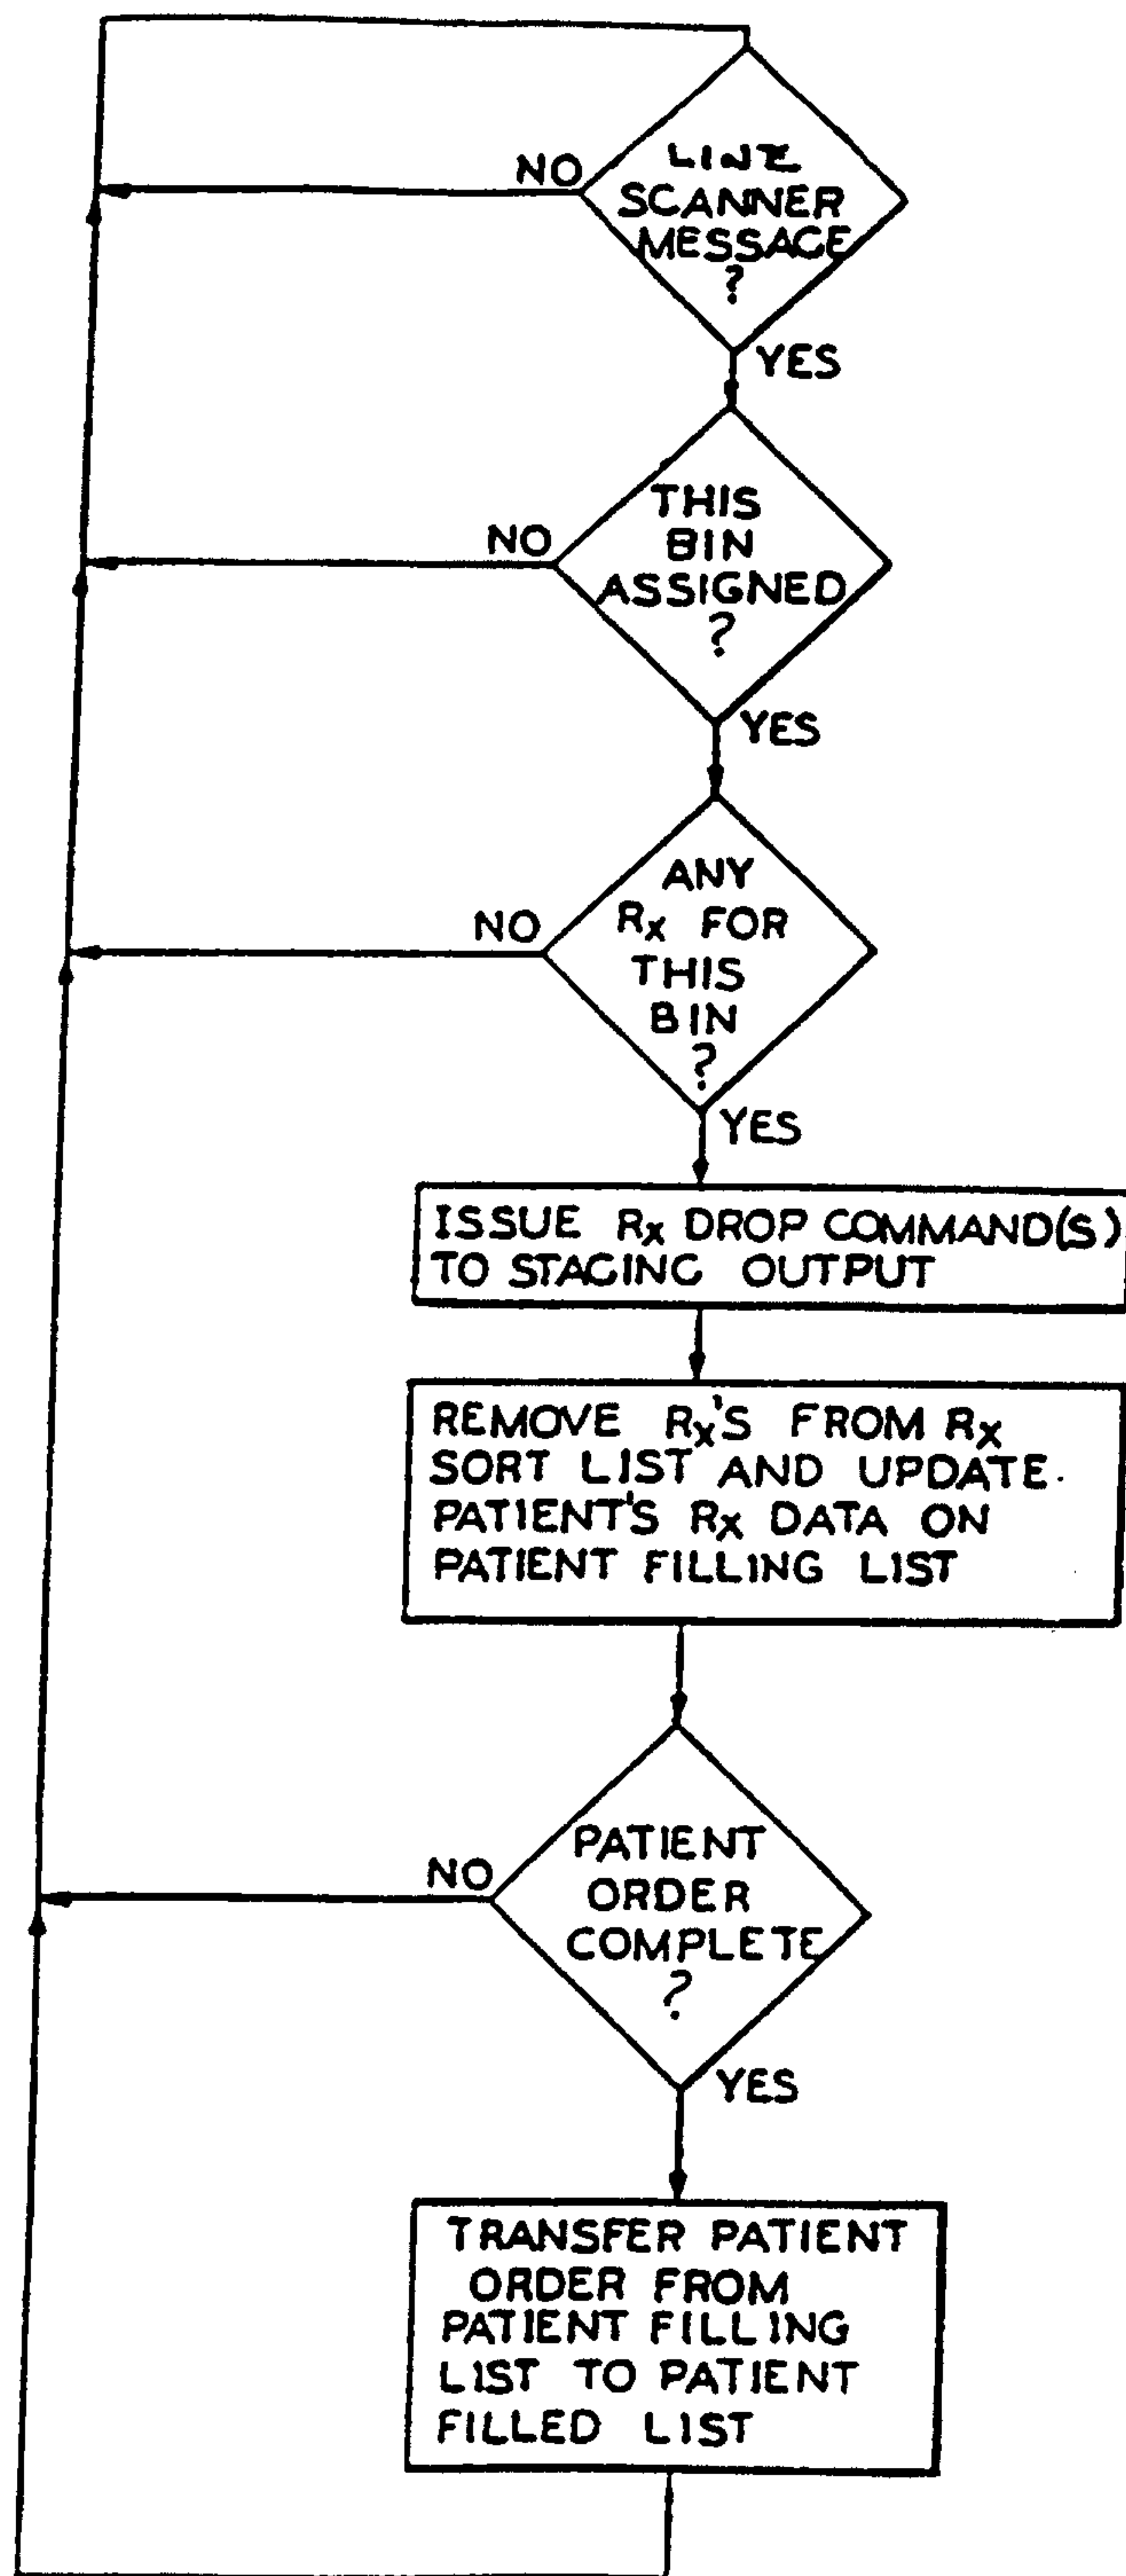 LINE
SCANNER
MESSAGE
?
NO
YES
THIS
BIN
ASSIGNED
?
NO
YES
ANY
Rx FOR
THIS
BIN
?
NO
YES
ISSUE Rx DROP COMMAND(S)
TO STAGING OUTPUT
REMOVE Rx'S FROM Rx
SORT LIST AND UPDATE
PATIENT'S Rx DATA ON
PATIENT FILLING LIST
PATIENT
ORDER
COMPLETE
?
NO
YES
TRANSFER PATIENT
ORDER FROM
PATIENT FILLING
LIST TO PATIENT
FILLED LIST